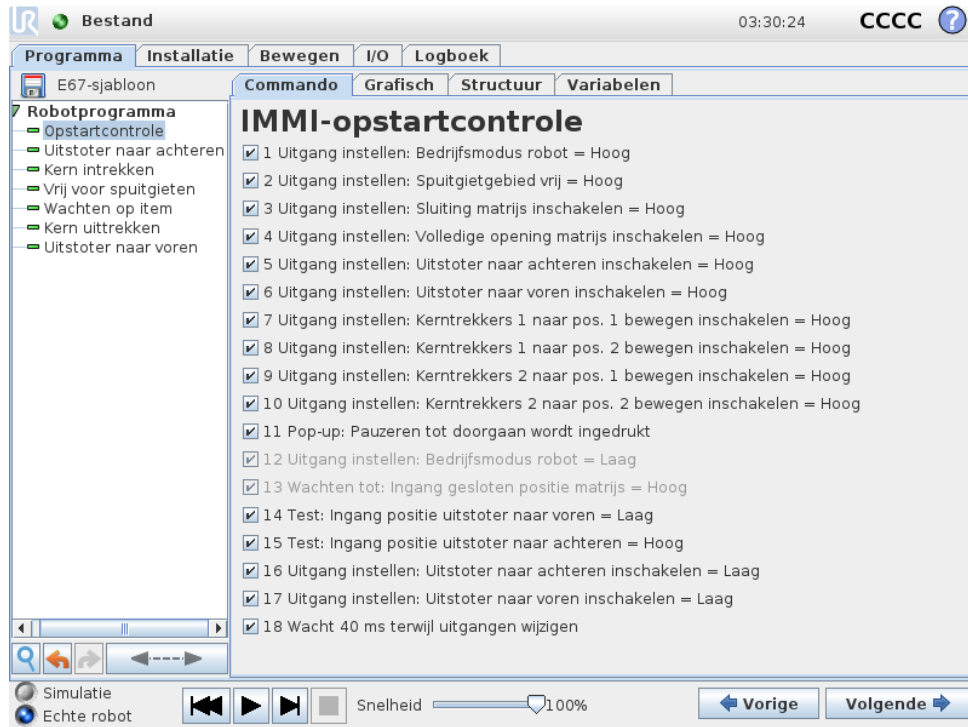 UR Bestand 03:30:24 CCCC ?
Programma Installatie Bewegen I/O Logboek
E67-sjabloon Commando Grafisch Structuur Variabelen
Robotprogramma
Opstartcontrole
Uitstoter naar achteren
Kern intrekken
Vrij voor spuitgieten
Wachten op item
Kern uittrekken
Uitstoter naar voren
IMMI-opstartcontrole
1 Uitgang instellen: Bedrijfsmodus robot = Hoog
2 Uitgang instellen: Spuitgietgebied vrij = Hoog
3 Uitgang instellen: Sluiting matrijs inschakelen = Hoog
4 Uitgang instellen: Volledige opening matrijs inschakelen = Hoog
5 Uitgang instellen: Uitstoter naar achteren inschakelen = Hoog
6 Uitgang instellen: Uitstoter naar voren inschakelen = Hoog
7 Uitgang instellen: Kerntrekkers 1 naar pos. 1 bewegen inschakelen = Hoog
8 Uitgang instellen: Kerntrekkers 1 naar pos. 2 bewegen inschakelen = Hoog
9 Uitgang instellen: Kerntrekkers 2 naar pos. 1 bewegen inschakelen = Hoog
10 Uitgang instellen: Kerntrekkers 2 naar pos. 2 bewegen inschakelen = Hoog
11 Pop-up: Pauzeren tot doorgaan wordt ingedrukt
12 Uitgang instellen: Bedrijfsmodus robot = Laag
13 Wachten tot: Ingang gesloten positie matrijs = Hoog
14 Test: Ingang positie uitstoter naar voren = Laag
15 Test: Ingang positie uitstoter naar achteren = Hoog
16 Uitgang instellen: Uitstoter naar achteren inschakelen = Laag
17 Uitgang instellen: Uitstoter naar voren inschakelen = Laag
18 Wacht 40 ms terwijl uitgangen wijzigen
Simulatie
Echte robot
Snelheid 100% Vorige Volgende